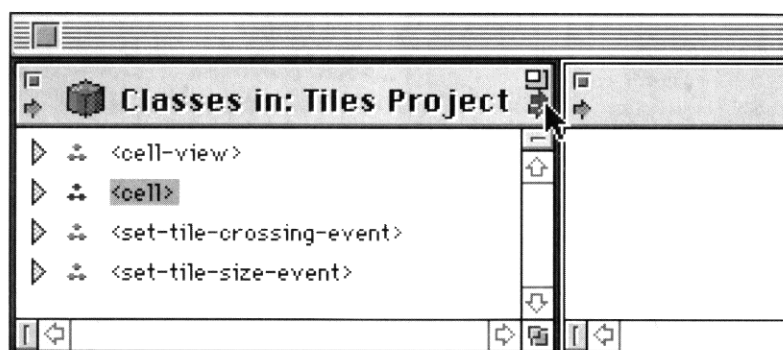 Classes in: Tiles Project
<cell-view>
<cell>
<set-tile-crossing-event>
<set-tile-size-event>